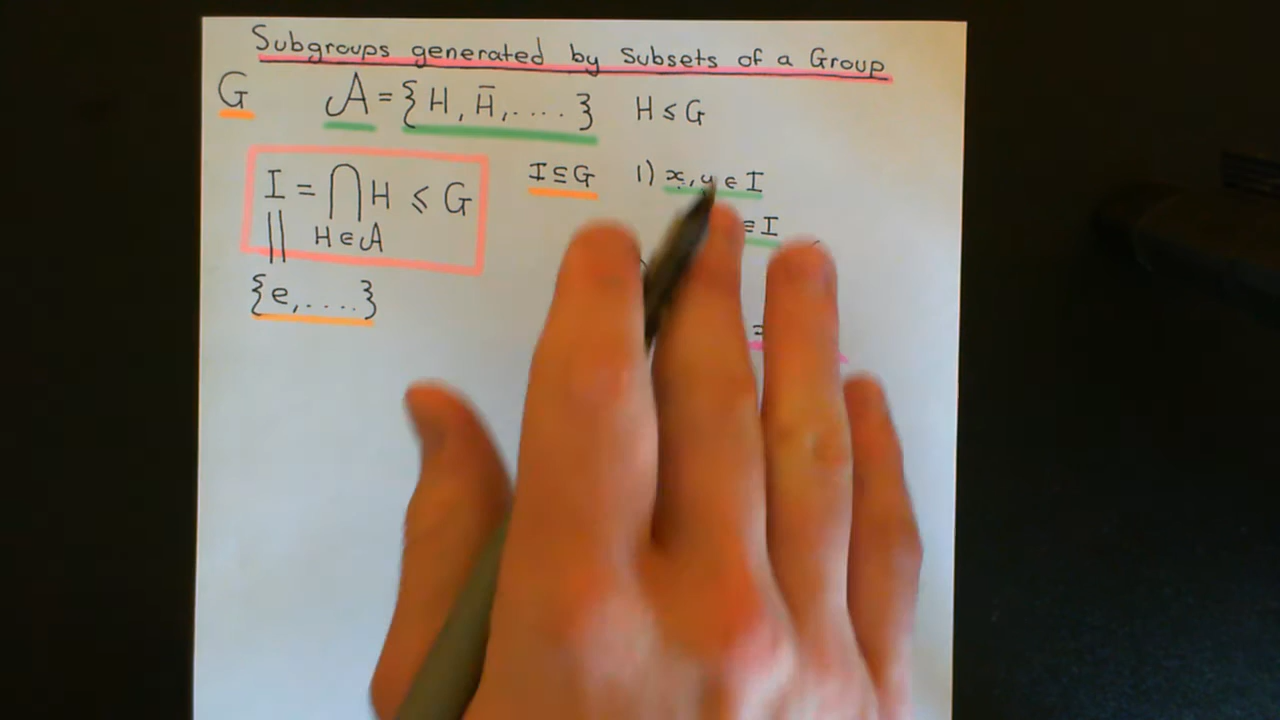 Subgroups generated by Subsets of a Group
G 𝒜 = {H, H̄, .... } H ≤ G
I = ⋂ H ≤ G I ⊆ G 1) x, y ∈ I
|| H ∈ 𝒜 ∈ I
{e, .... }
=